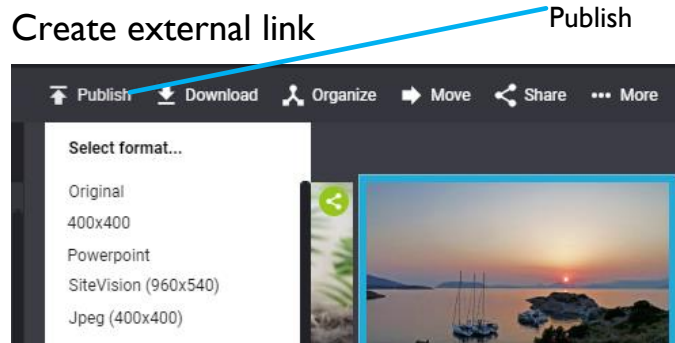 Create external link
Publish
Publish Download Organize Move Share ••• More
Select format...
Original
400x400
Powerpoint
SiteVision (960x540)
Jpeg (400x400)